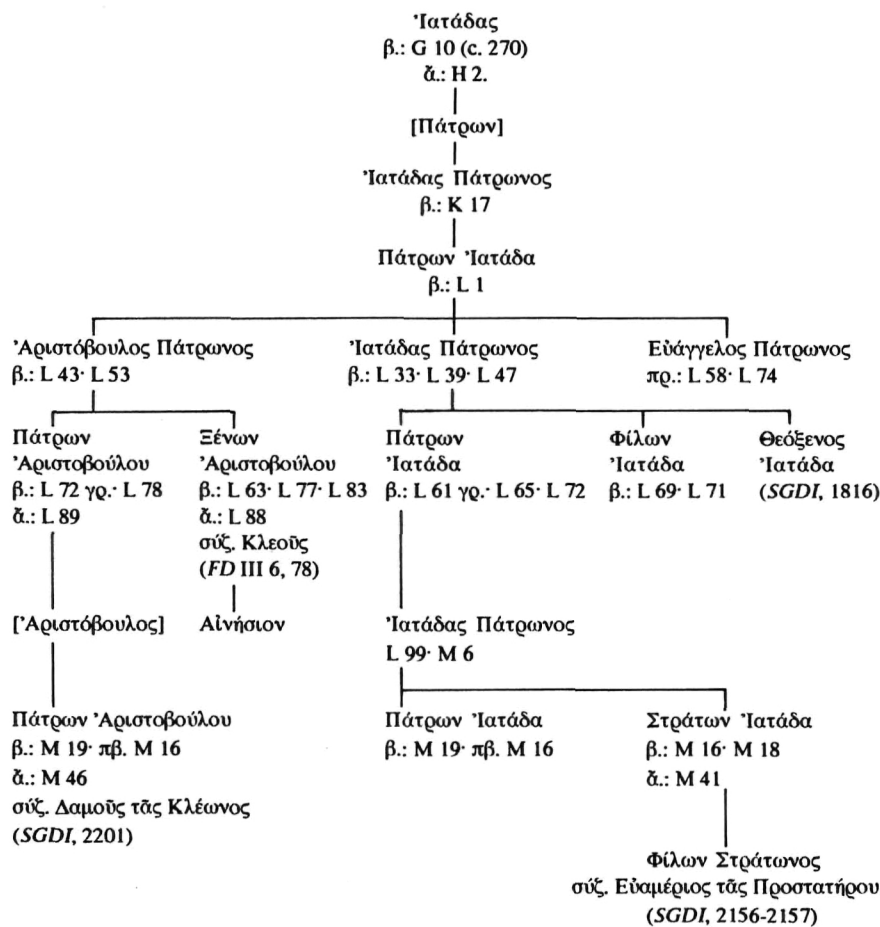 Ἰατάδας
β.: G 10 (c. 270)
ἄ.: H 2.
[Πάτρων]
Ἰατάδας Πάτρωνος
β.: K 17
Πάτρων Ἰατάδα
β.: L 1
Ἀριστόβουλος Πάτρωνος
β.: L 43· L 53
Ἰατάδας Πάτρωνος
β.: L 33· L 39· L 47
Εὐάγγελος Πάτρωνος
πρ.: L 58· L 74
Πάτρων
Ἀριστοβούλου
β.: L 72 γρ.· L 78
ἄ.: L 89
Ξένων
Ἀριστοβούλου
β.: L 63· L 77· L 83
ἄ.: L 88
σύζ. Κλεοῦς
(FD III 6, 78)
Πάτρων
Ἰατάδα
β.: L 61 γρ.· L 65· L 72
Φίλων
Ἰατάδα
β.: L 69· L 71
Θεόξενος
Ἰατάδα
(SGDI, 1816)
[Ἀριστόβουλος]
Αἰνήσιον
Ἰατάδας Πάτρωνος
L 99· M 6
Πάτρων Ἀριστοβούλου
β.: M 19· πβ. M 16
ἄ.: M 46
σύζ. Δαμοῦς τᾶς Κλέωνος
(SGDI, 2201)
Πάτρων Ἰατάδα
β.: M 19· πβ. M 16
Στράτων Ἰατάδα
β.: M 16· M 18
ἄ.: M 41
Φίλων Στράτωνος
σύζ. Εὐαμέριος τᾶς Προστατήρου
(SGDI, 2156-2157)